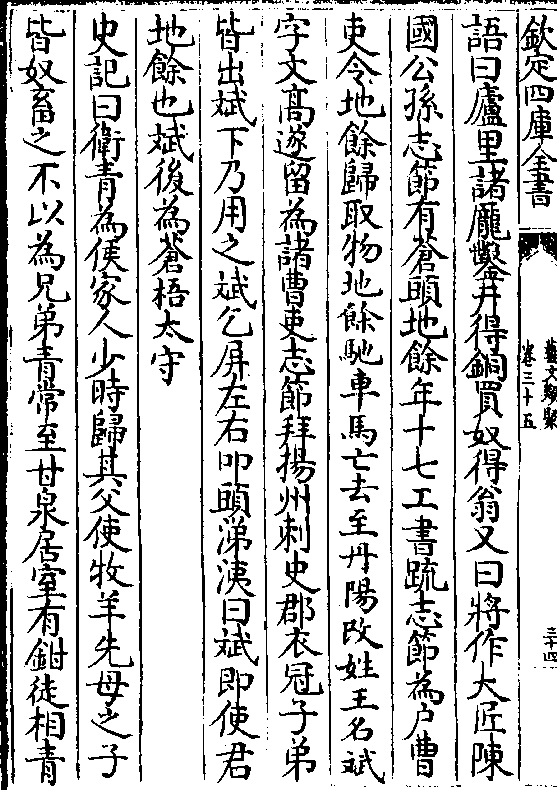 欽定四庫全書
藝文類聚
卷三十五
三十四
語曰廬里諸龐鑿井得銅買奴得翁又曰將作大匠陳
國公孫志節有蒼頭地餘年十七工書疏志節為户曹
吏令地餘歸取物地餘馳車馬亡去至丹陽改姓王名斌
字文髙遂留為諸曹吏志節拜揚州刺史郡衣冠子弟
皆出斌下乃用之斌乞屏左右叩頭涕洟曰斌即使君
地餘也斌後為蒼梧太守
史記曰衛青為侯家人少時歸其父使牧羊先母之子
皆奴畜之不以為兄弟青常至甘泉居室有鉗徒相青